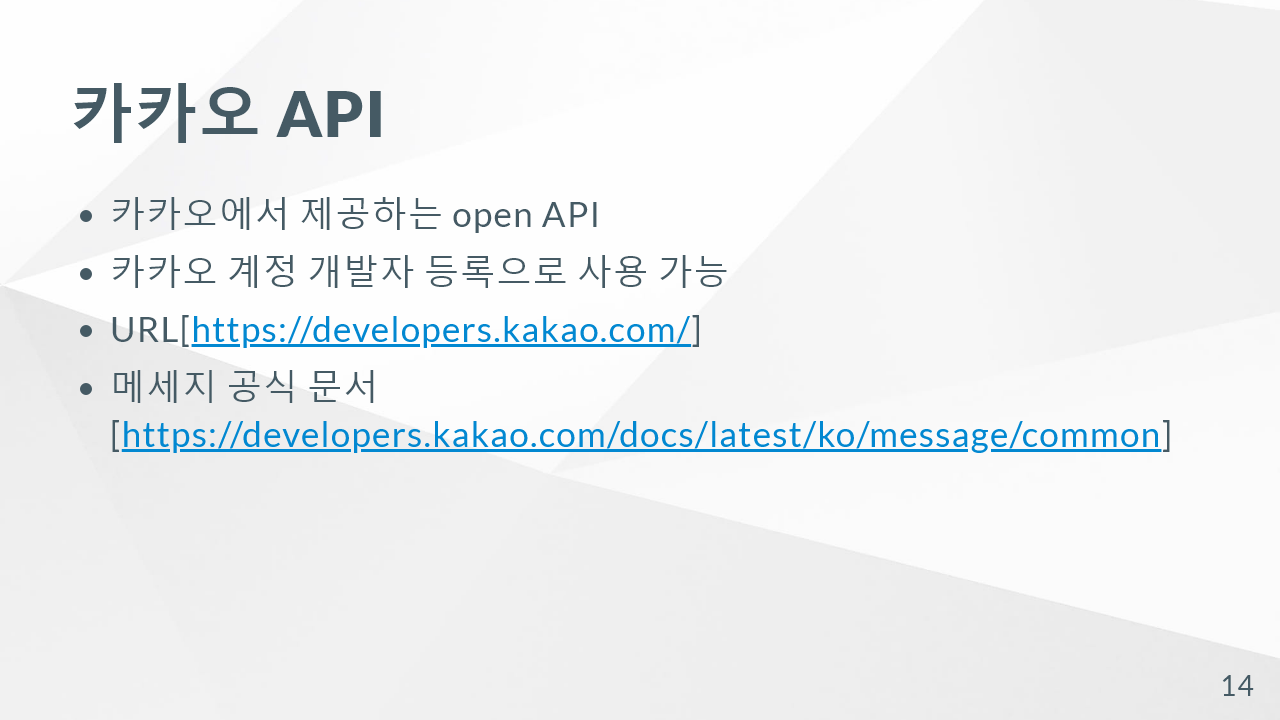 카카오 API
카카오에서 제공하는 open API
카카오 계정 개발자 등록으로 사용 가능
URL[https://developers.kakao.com/]
메세지 공식 문서
[https://developers.kakao.com/docs/latest/ko/message/common]
14